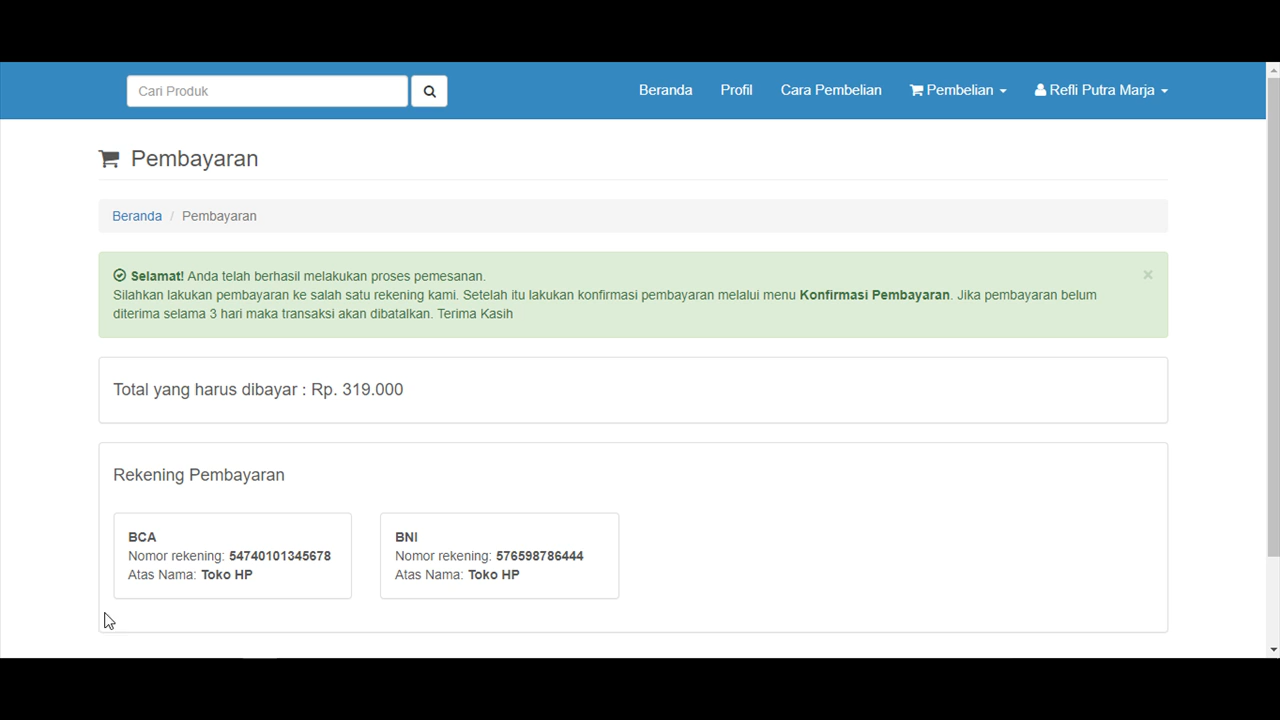 Cari Produk
Beranda
Profil
Cara Pembelian
Pembelian
Refli Putra Marja
Pembayaran
Beranda / Pembayaran
Selamat! Anda telah berhasil melakukan proses pemesanan.
Silahkan lakukan pembayaran ke salah satu rekening kami. Setelah itu lakukan konfirmasi pembayaran melalui menu Konfirmasi Pembayaran. Jika pembayaran belum
diterima selama 3 hari maka transaksi akan dibatalkan. Terima Kasih
×
Total yang harus dibayar : Rp. 319.000
Rekening Pembayaran
BCA
Nomor rekening: 54740101345678
Atas Nama: Toko HP
BNI
Nomor rekening: 576598786444
Atas Nama: Toko HP